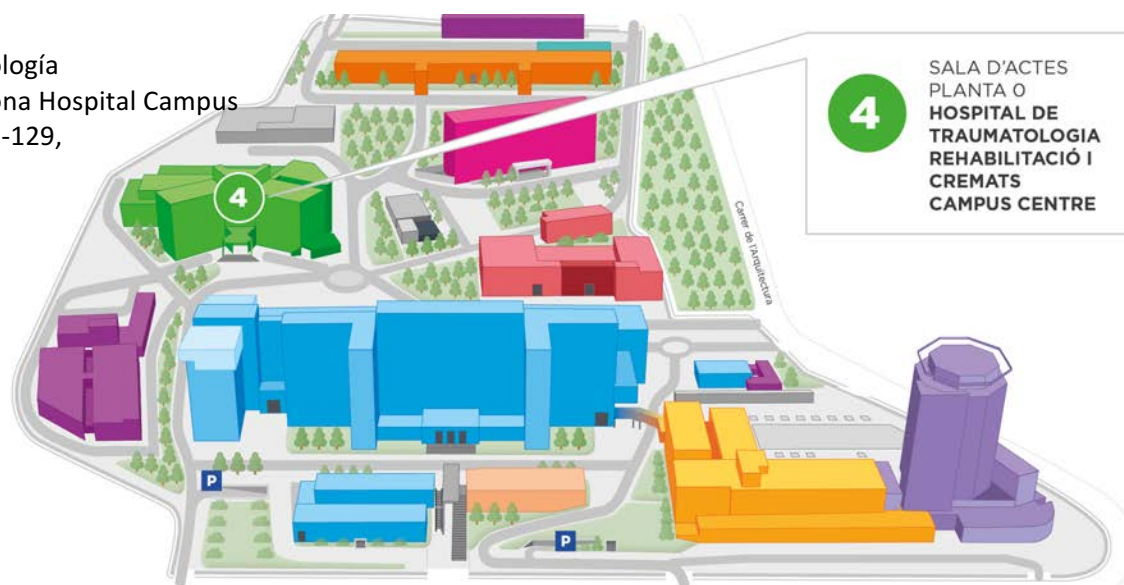 ología
ona Hospital Campus
-129,
4
SALA D'ACTES
PLANTA 0
HOSPITAL DE
TRAUMATOLOGIA
REHABILITACIÓ I
CREMATS
CAMPUS CENTRE
4
Carrer de l'Arquitectura
P
P